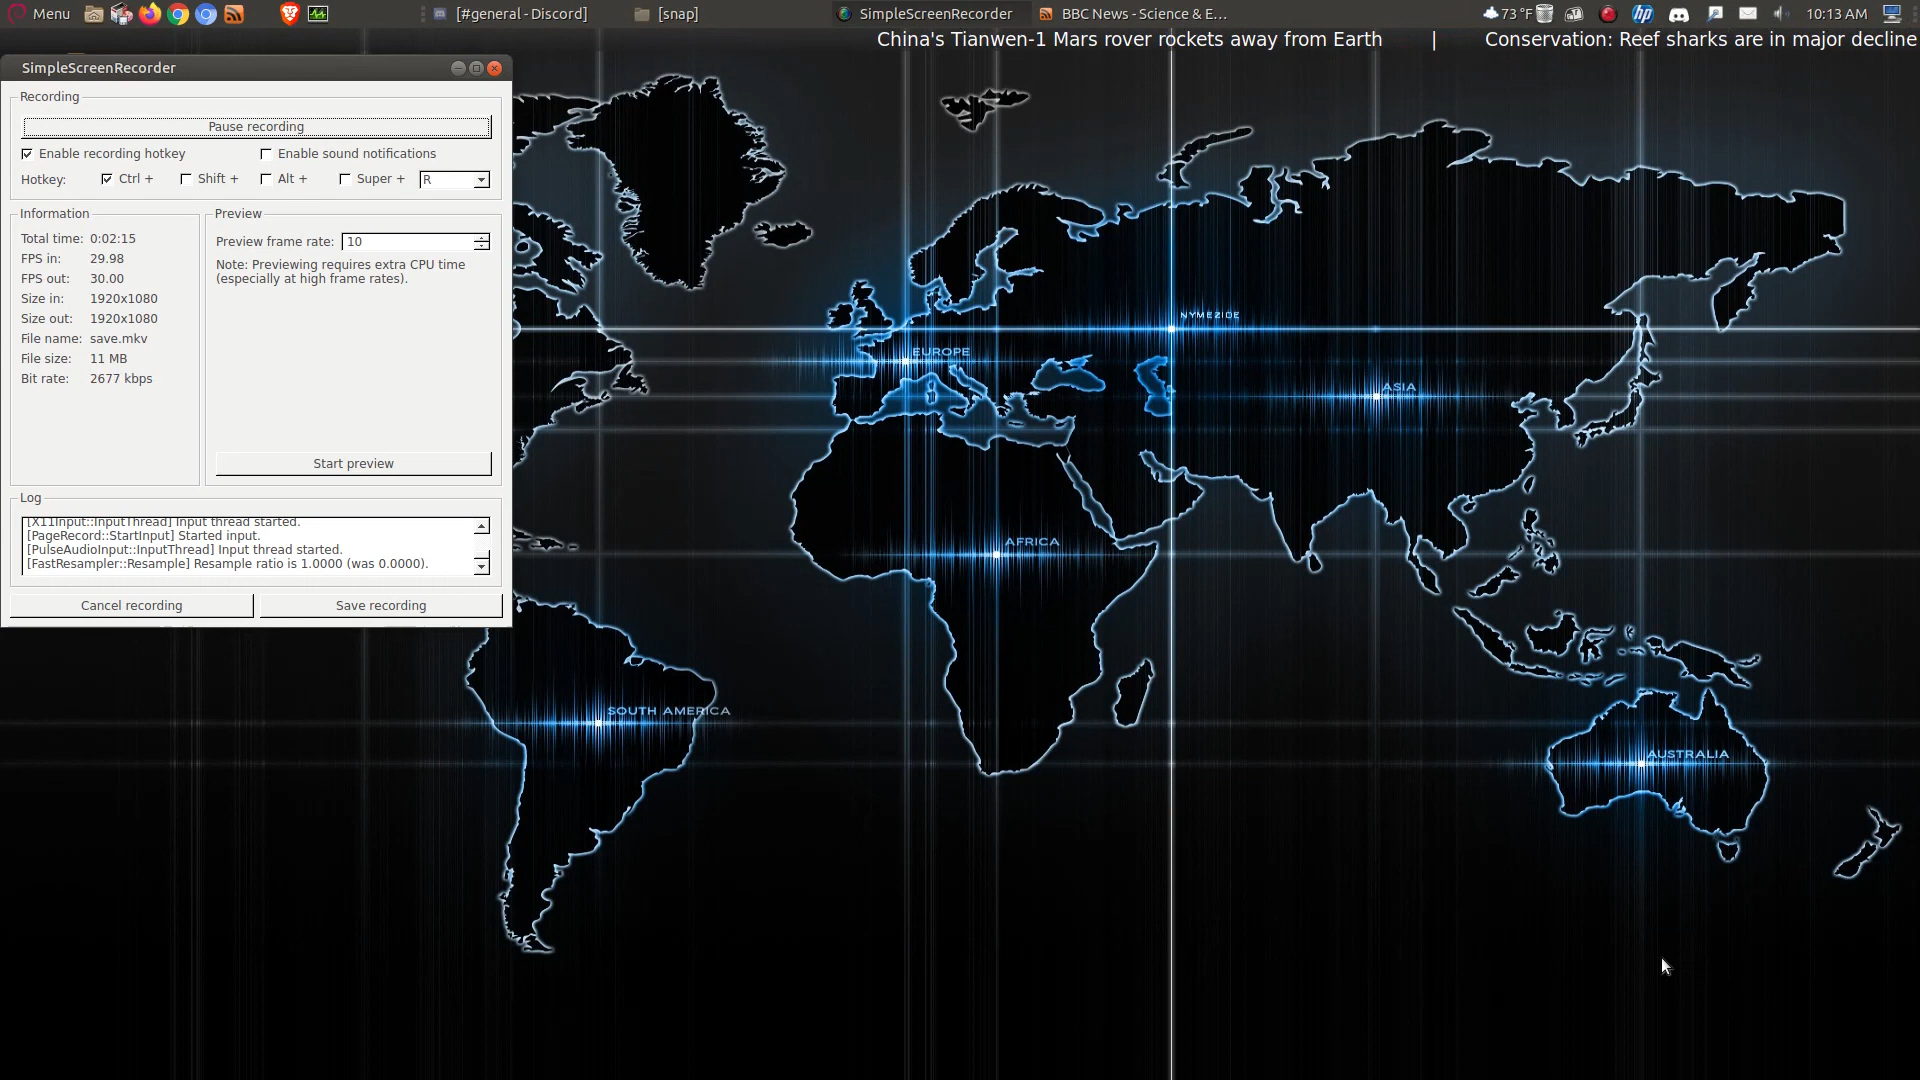 Menu
[#general - Discord]
[snap]
SimpleScreenRecorder
BBC News - Science & E...
73 °F
hp
10:13 AM
China's Tianwen-1 Mars rover rockets away from Earth | Conservation: Reef sharks are in major decline
SimpleScreenRecorder
Recording
Pause recording
Enable recording hotkey
Enable sound notifications
Hotkey: Ctrl + Shift + Alt + Super + R
Information
Total time: 0:02:15
FPS in: 29.98
FPS out: 30.00
Size in: 1920x1080
Size out: 1920x1080
File name: save.mkv
File size: 11 MB
Bit rate: 2677 kbps
Preview
Preview frame rate: 10
Note: Previewing requires extra CPU time
(especially at high frame rates).
Start preview
Log
[X11Input::InputThread] Input thread started.
[PageRecord::StartInput] Started input.
[PulseAudioInput::InputThread] Input thread started.
[FastResampler::Resample] Resample ratio is 1.0000 (was 0.0000).
Cancel recording
Save recording
NYMEZIDE
EUROPE
ASIA
AFRICA
SOUTH AMERICA
AUSTRALIA